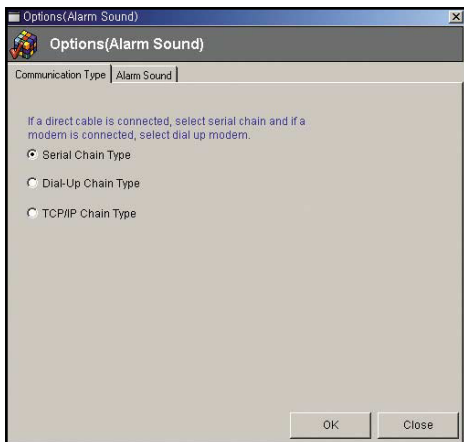 Options(Alarm Sound)
Options(Alarm Sound)
Communication Type Alarm Sound
If a direct cable is connected, select serial chain and if a
modem is connected, select dial up modem.
Serial Chain Type
Dial-Up Chain Type
TCP/IP Chain Type
OK Close